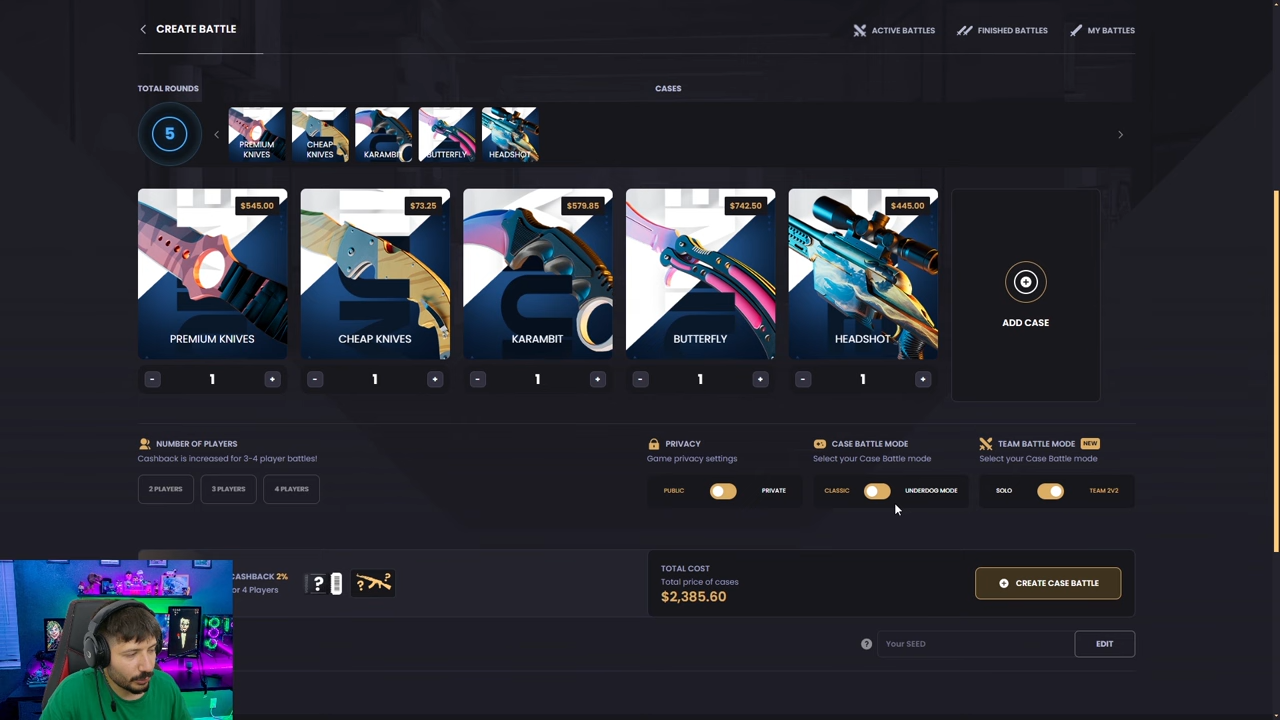 CREATE BATTLE
ACTIVE BATTLES
FINISHED BATTLES
MY BATTLES
TOTAL ROUNDS
CASES
5
PREMIUM
KNIVES
CHEAP
KNIVES
KARAMBIT
BUTTERFLY
HEADSHOT
$545.00
$73.25
$579.85
$742.50
$445.00
PREMIUM KNIVES
CHEAP KNIVES
KARAMBIT
BUTTERFLY
HEADSHOT
ADD CASE
- 1 +
- 1 +
- 1 +
- 1 +
- 1 +
NUMBER OF PLAYERS
Cashback is increased for 3-4 player battles!
2 PLAYERS
3 PLAYERS
4 PLAYERS
PRIVACY
Game privacy settings
PUBLIC
PRIVATE
CASE BATTLE MODE
Select your Case Battle mode
CLASSIC
UNDERDOG MODE
TEAM BATTLE MODE NEW
Select your Case Battle mode
SOLO
TEAM 2V2
CASHBACK 2%
or 4 Players
?
? ?
TOTAL COST
Total price of cases
$2,385.60
CREATE CASE BATTLE
?
Your SEED
EDIT